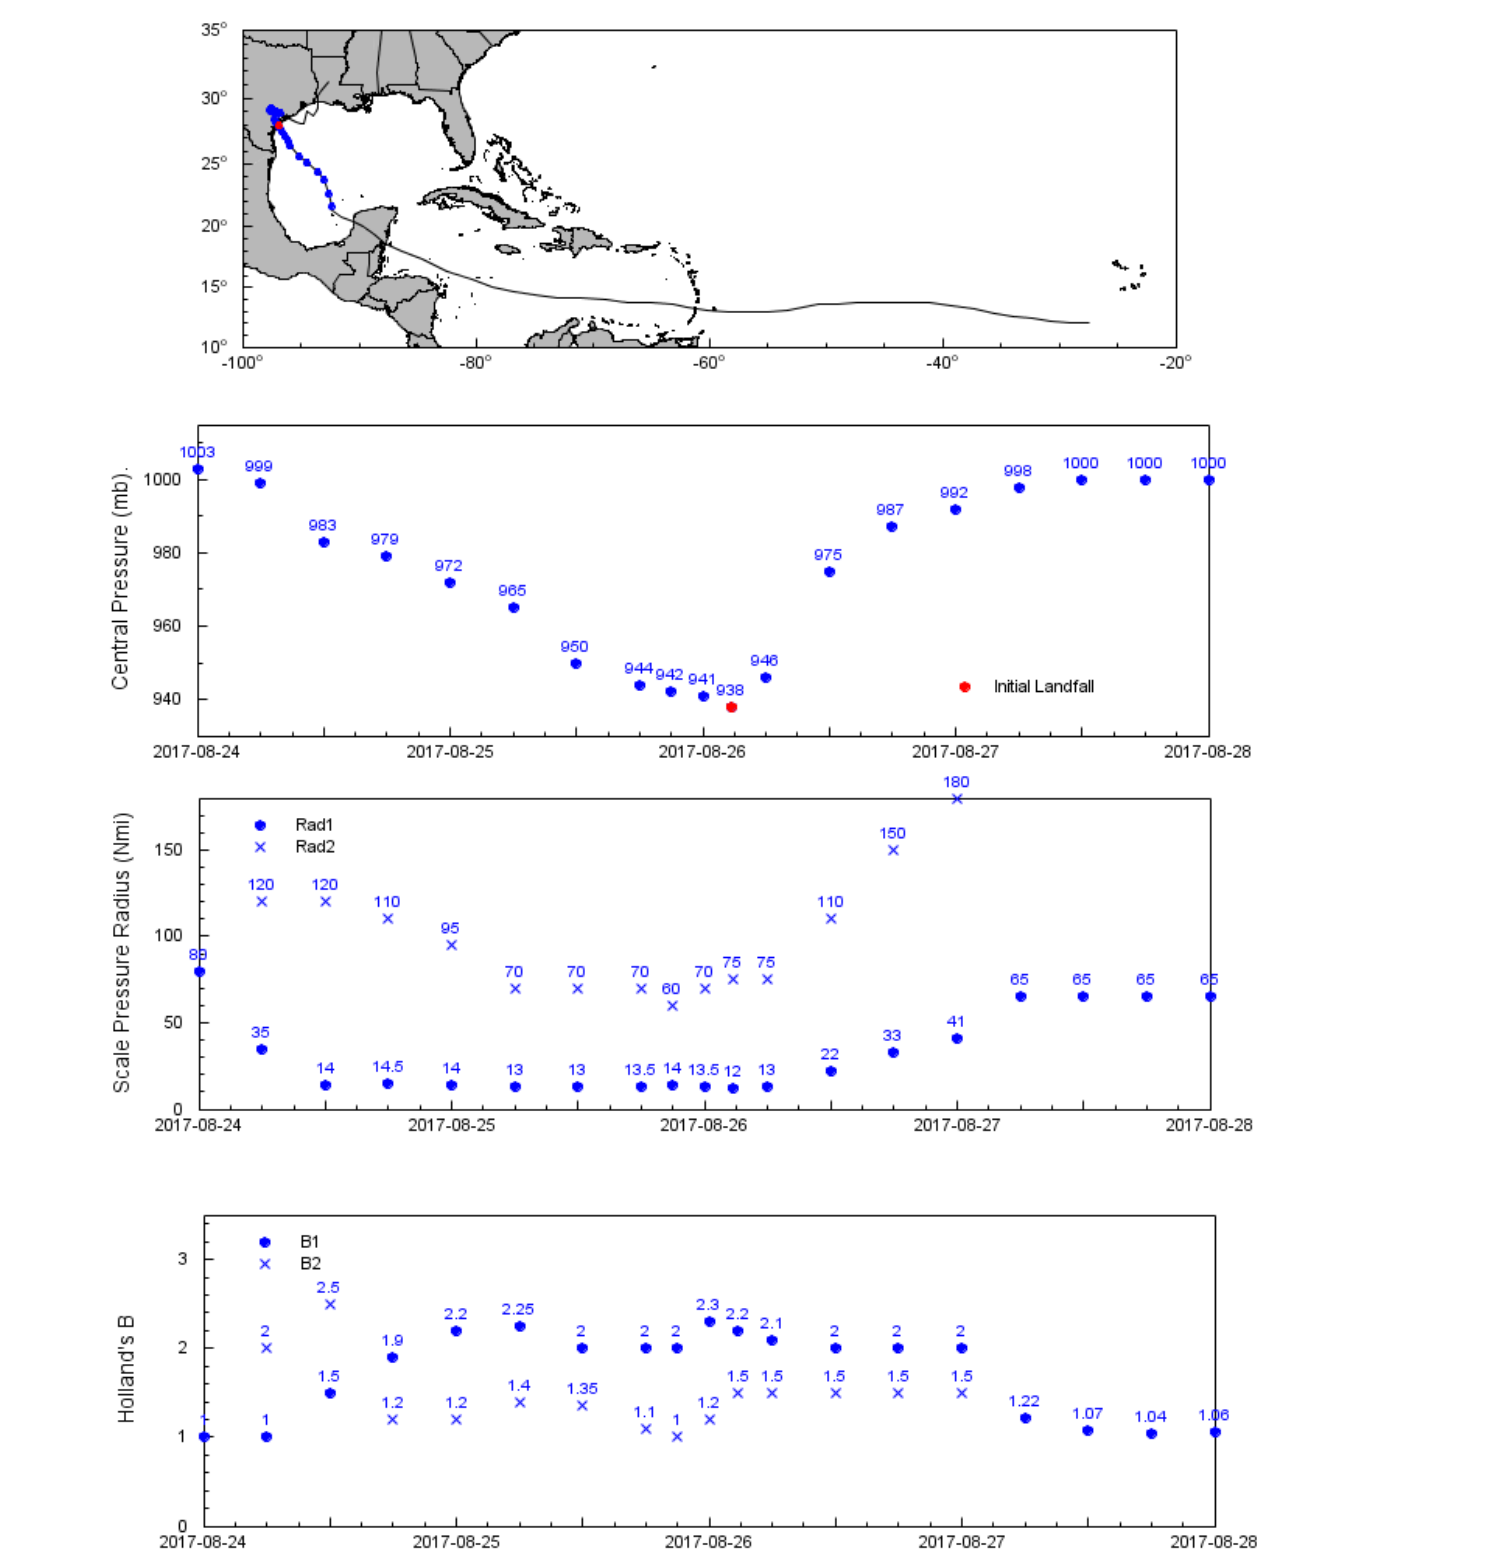 35°
30°
25°
20°
15°
10°
-100° -80° -60° -40° -20°
Central Pressure (mb).
1000
980
960
940
1003 999 983 979 972 965 950 944 942 941 938 946 975 987 992 998 1000 1000 1000
Initial Landfall
2017-08-24 2017-08-25 2017-08-26 2017-08-27 2017-08-28
Scale Pressure Radius (Nmi)
150
100
50
0
Rad1
Rad2
120 120 110 95 70 70 70 60 70 75 75 110 150 180
35 14 14.5 14 13 13 13.5 14 13.5 12 13 22 33 41 65 65 65 65
2017-08-24 2017-08-25 2017-08-26 2017-08-27 2017-08-28
Holland's B
3
2
1
0
B1
B2
1 1 1.5 1.9 2.2 2.25 2 2 2 2.3 2.2 2.1 2 2 2 1.22 1.07 1.04 1.06
2 2.5 1.2 1.2 1.4 1.35 1.1 1 1.2 1.5 1.5 1.5 1.5 1.5
2017-08-24 2017-08-25 2017-08-26 2017-08-27 2017-08-28